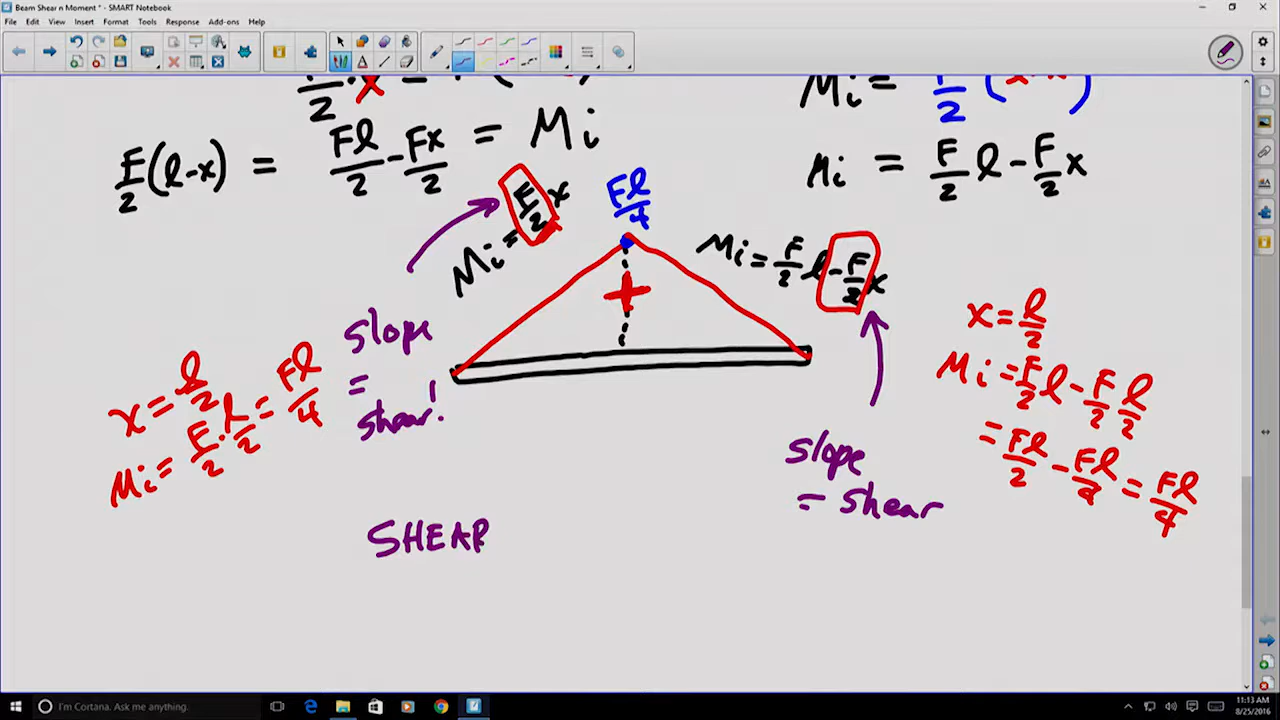 Beam Shear n Moment * - SMART Notebook
File Edit View Insert Format Tools Response Add-ons Help
F/2 (l-x) = Fl/2 - Fx/2 = Mi
Mi = F/2 l - F/2 x
Mi = F/2 x
Fl/4
Mi = F/2 l - F/2 x
slope
=
shear!
x = l/2
Mi = F/2 · l/2 = Fl/4
x = l/2
Mi = F/2 l - F/2 l/2
= Fl/2 - Fl/4 = Fl/4
slope
= shear
SHEAR
I'm Cortana. Ask me anything.
11:13 AM
8/25/2016